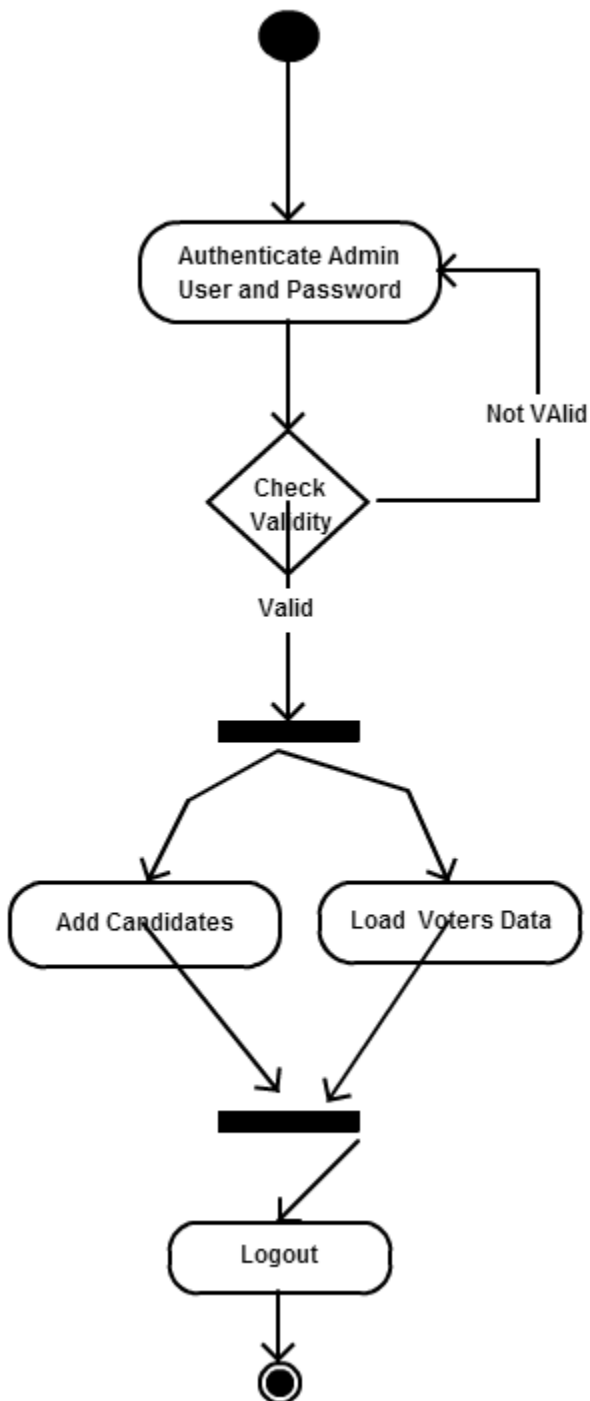 Authenticate Admin
User and Password
Not VAlid
Check
Validity
Valid
Add Candidates
Load Voters Data
Logout